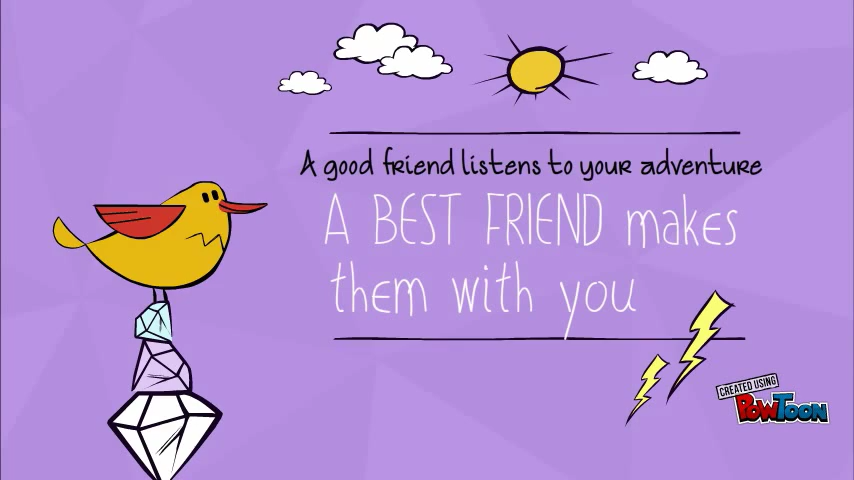 A good friend listens to your adventure
A BEST FRIEND makes
them with you
CREATED USING
POWTOON